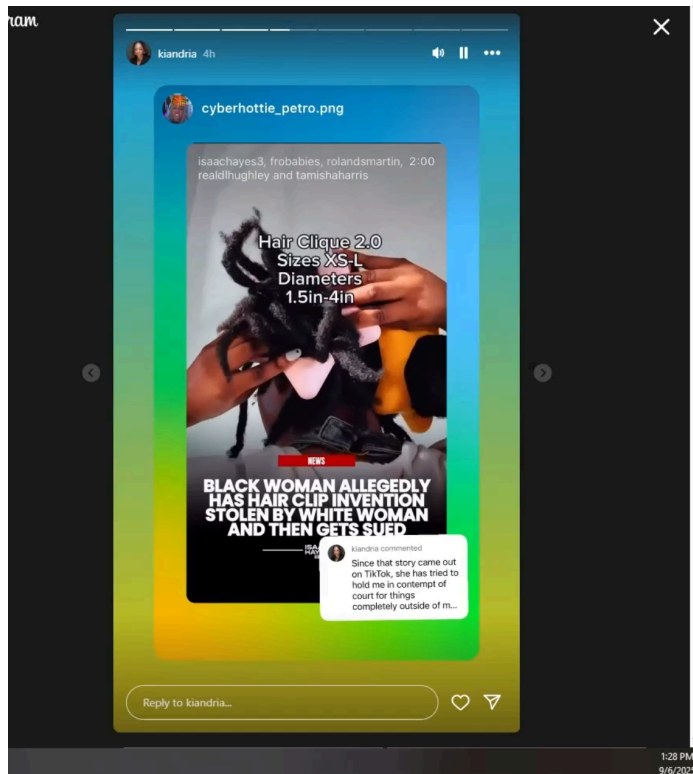 ram
kiandria 4h
cyberhottie_petro.png
isaachayes3, frobabies, rolandsmartin, 2:00
realdlhughley and tamishaharris
Hair Clique 2.0
Sizes XS-L
Diameters
1.5in-4in
NEWS
BLACK WOMAN ALLEGEDLY
HAS HAIR CLIP INVENTION
STOLEN BY WHITE WOMAN
AND THEN GETS SUED
kiandria commented
Since that story came out
on TikTok, she has tried to
hold me in contempt of
court for things
completely outside of m...
Reply to kiandria...
1:28 PM